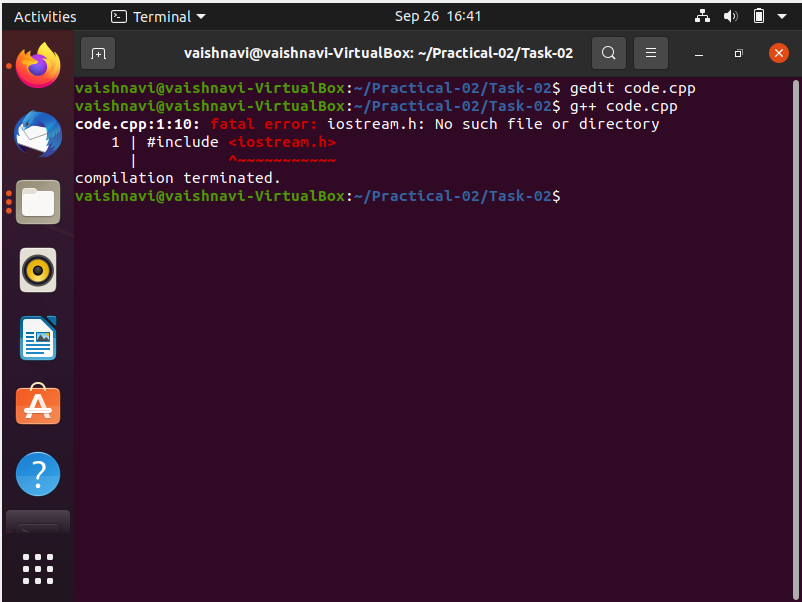 Activities Terminal Sep 26 16:41
vaishnavi@vaishnavi-VirtualBox: ~/Practical-02/Task-02
vaishnavi@vaishnavi-VirtualBox:~/Practical-02/Task-02$ gedit code.cpp
vaishnavi@vaishnavi-VirtualBox:~/Practical-02/Task-02$ g++ code.cpp
code.cpp:1:10: fatal error: iostream.h: No such file or directory
    1 | #include <iostream.h>
      |          ^~~~~~~~~~~~
compilation terminated.
vaishnavi@vaishnavi-VirtualBox:~/Practical-02/Task-02$